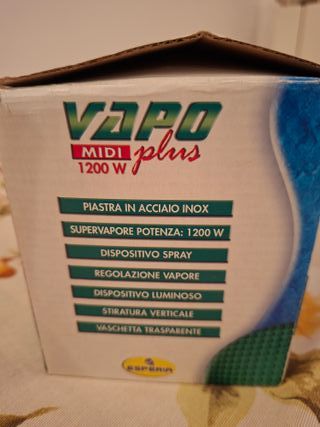 VAPO
MIDI plus
1200 W
PIASTRA IN ACCIAIO INOX
SUPERVAPORE POTENZA: 1200 W
DISPOSITIVO SPRAY
REGOLAZIONE VAPORE
DISPOSITIVO LUMINOSO
STIRATURA VERTICALE
VASCHETTA TRASPARENTE
ESPERIA